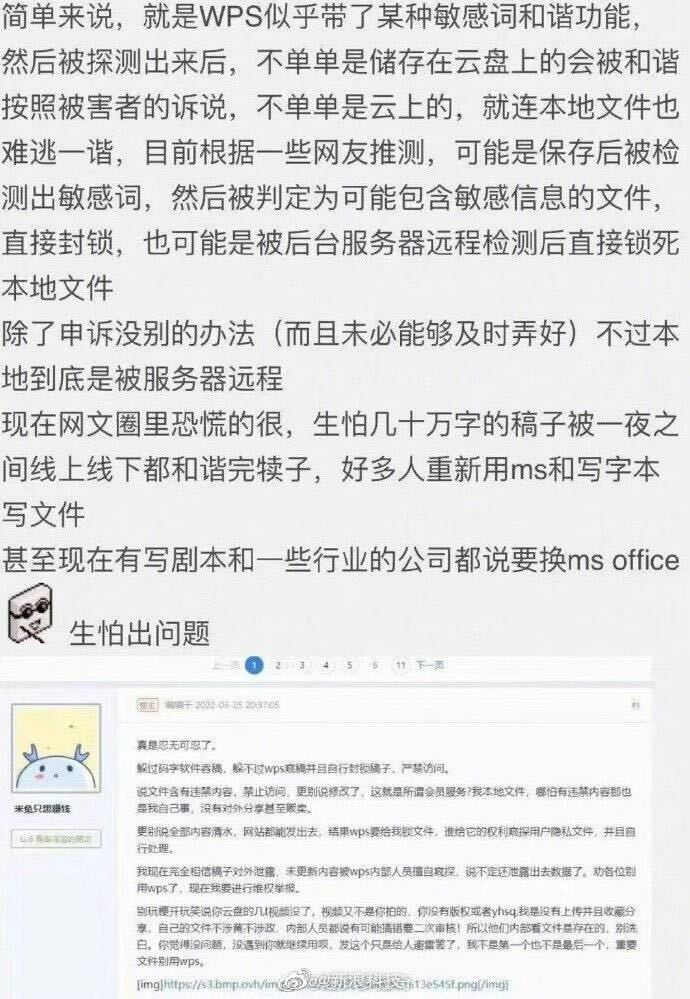 简单来说，就是WPS似乎带了某种敏感词和谐功能，
然后被探测出来后，不单单是储存在云盘上的会被和谐
按照被害者的诉说，不单单是云上的，就连本地文件也
难逃一谐，目前根据一些网友推测，可能是保存后被检
测出敏感词，然后被判定为可能包含敏感信息的文件，
直接封锁，也可能是被后台服务器远程检测后直接锁死
本地文件
除了申诉没别的办法（而且未必能够及时弄好）不过本
地到底是被服务器远程
现在网文圈里恐慌的很，生怕几十万字的稿子被一夜之
间线上线下都和谐完犊子，好多人重新用ms和写字本
写文件
甚至现在有写剧本和一些行业的公司都说要换ms office
生怕出问题
上一页 1 2 3 4 5 6 11 下一页
楼主 编辑于 2022-06-25 20:37:05 #1
真是忍无可忍了。
躲过码字软件吞稿，躲不过wps窥稿并且自行封锁稿子，严禁访问。
说文件含有违禁内容，禁止访问，更别说修改了，这就是所谓会员服务?我本地文件，哪怕有违禁内容那也
是我自己事，没有对外分享甚至贩卖。
米兔只想赚钱
更别说全部内容清水，网站都能发出去，结果wps要给我锁文件，谁给它的权利窥探用户隐私文件，并且自
行处理。
我现在完全相信稿子对外泄露，未更新内容被wps内部人员擅自窥探，说不定还泄露出去数据了。劝各位别
用wps了，现在我要进行维权举报。
别玩梗开玩笑说你云盘的几t视频没了，视频又不是你拍的，你没有版权或者yhsq,我是没有上传并且收藏分
享，自己的文件不涉黄不涉政，内部人员都说有可能搞错要二次审核！所以他们内部看文件是存在的，别洗
白。你觉得没问题，没遇到你就继续用呗，发这个只是给人避雷罢了，我不是第一个也不是最后一个，重要
文件别用wps。
[img]https://s3.bmp.ovh/im 613e545f.png[/img]
@新浪科技